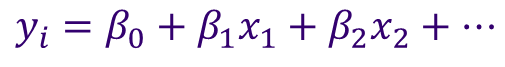 yᵢ = β₀ + β₁x₁ + β₂x₂ + ⋯